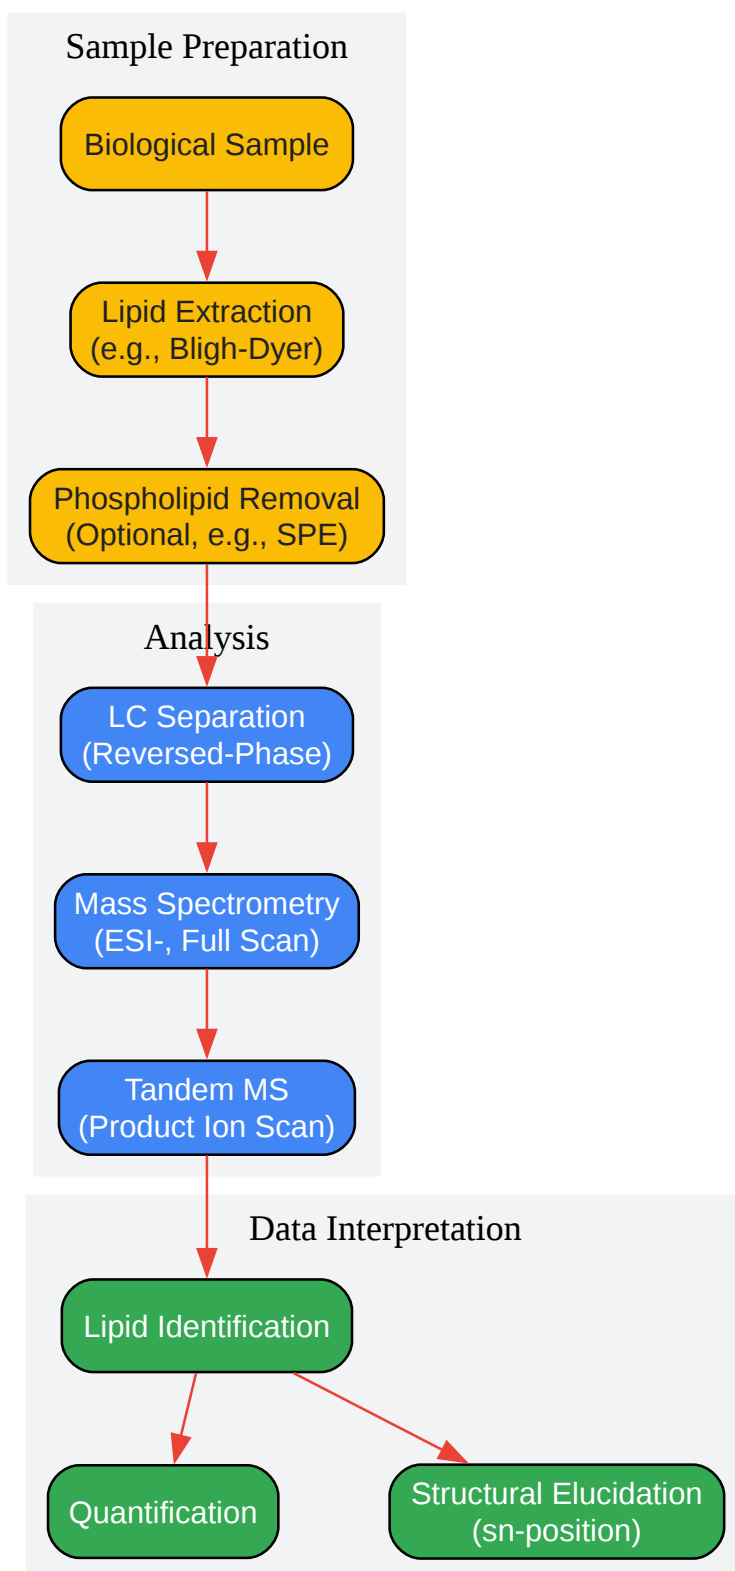 Sample Preparation
Biological Sample
Lipid Extraction
(e.g., Bligh-Dyer)
Phospholipid Removal
(Optional, e.g., SPE)
Analysis
LC Separation
(Reversed-Phase)
Mass Spectrometry
(ESI-, Full Scan)
Tandem MS
(Product Ion Scan)
Data Interpretation
Lipid Identification
Quantification
Structural Elucidation
(sn-position)